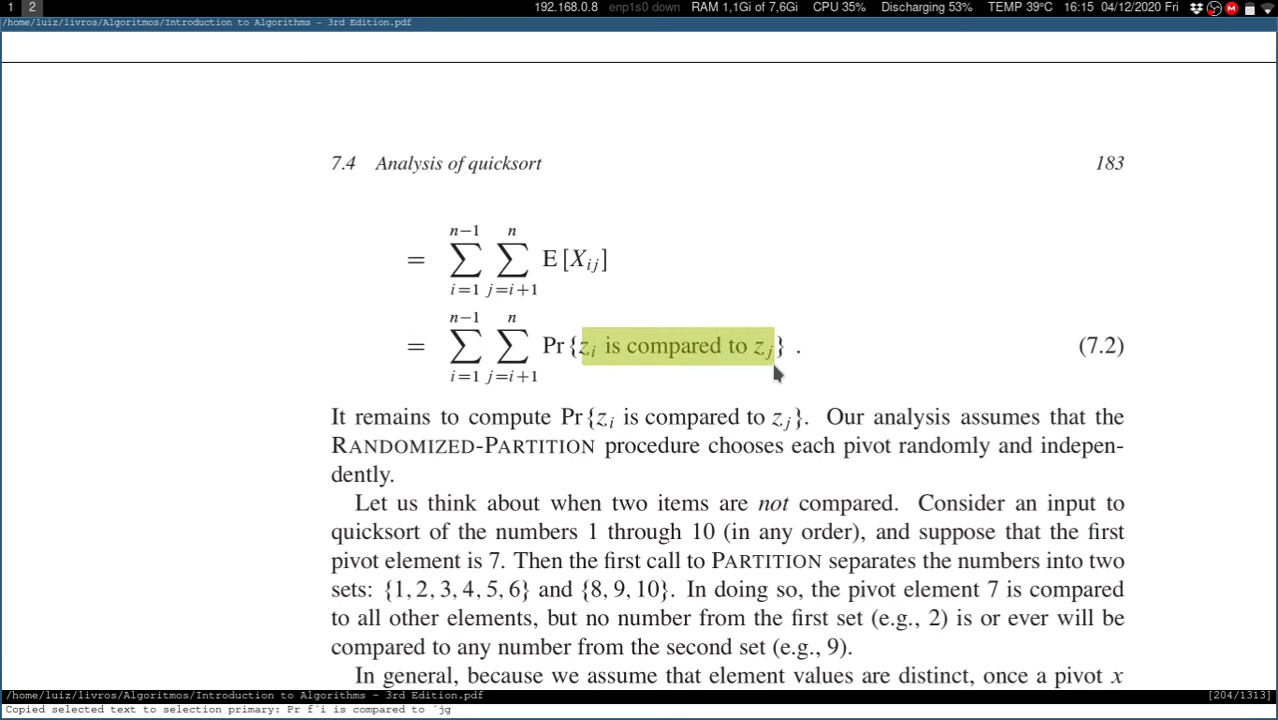 1 2 192.168.0.8 enp1s0 down RAM 1,1Gi of 7,6Gi CPU 35% Discharging 53% TEMP 39°C 16:15 04/12/2020 Fri
/home/luiz/livros/Algoritmos/Introduction to Algorithms - 3rd Edition.pdf
7.4 Analysis of quicksort 183
n−1 n
= ∑ ∑ E [Xij]
i=1 j=i+1
n−1 n
= ∑ ∑ Pr {zi is compared to zj} . (7.2)
i=1 j=i+1
It remains to compute Pr {zi is compared to zj}. Our analysis assumes that the
RANDOMIZED-PARTITION procedure chooses each pivot randomly and indepen-
dently.
Let us think about when two items are not compared. Consider an input to
quicksort of the numbers 1 through 10 (in any order), and suppose that the first
pivot element is 7. Then the first call to PARTITION separates the numbers into two
sets: {1, 2, 3, 4, 5, 6} and {8, 9, 10}. In doing so, the pivot element 7 is compared
to all other elements, but no number from the first set (e.g., 2) is or ever will be
compared to any number from the second set (e.g., 9).
In general, because we assume that element values are distinct, once a pivot x
/home/luiz/livros/Algoritmos/Introduction to Algorithms - 3rd Edition.pdf [204/1313]
Copied selected text to selection primary: Pr f´i is compared to ´jg